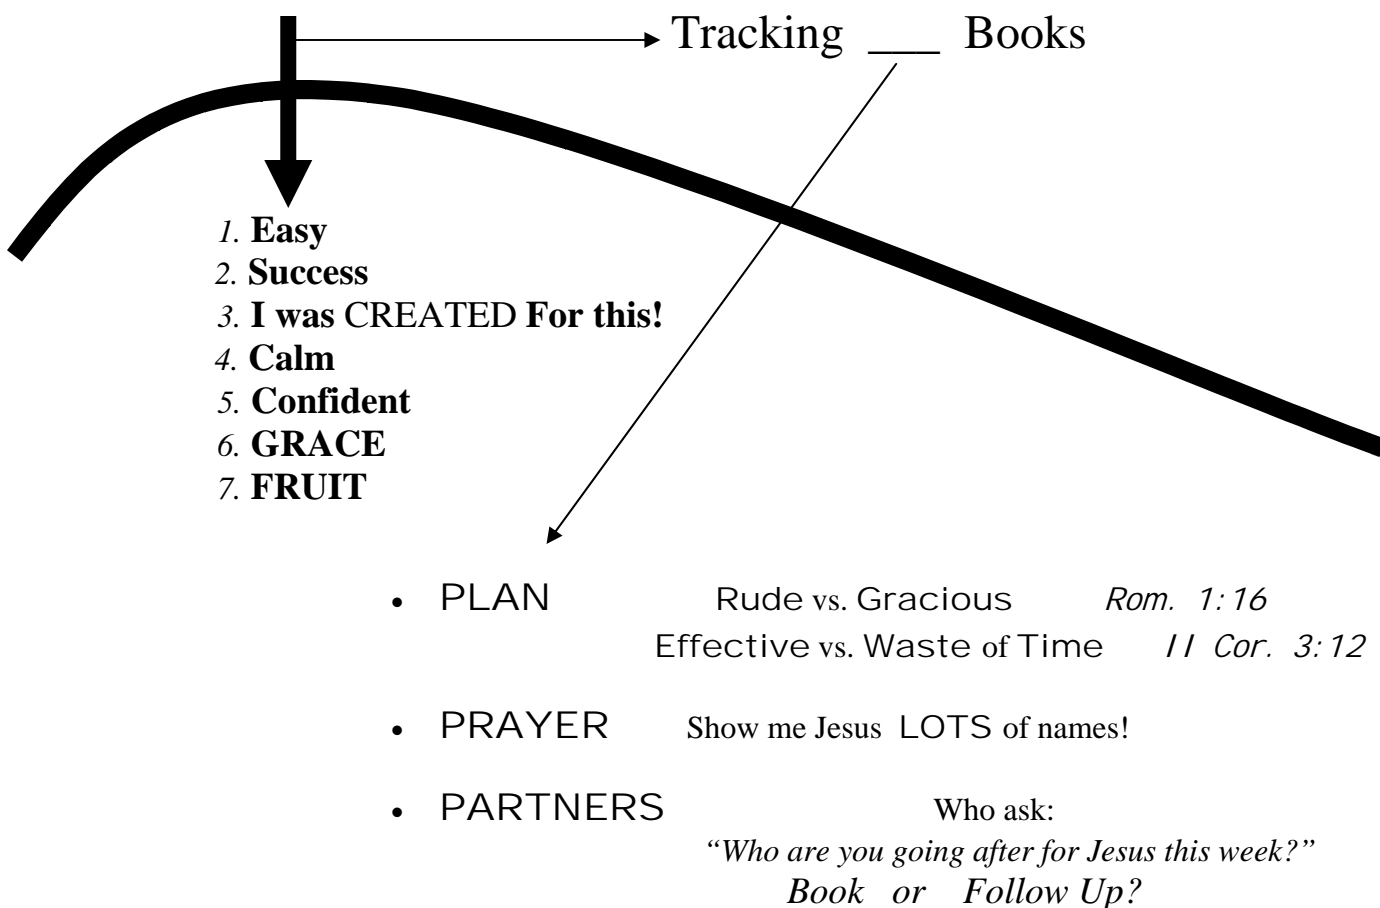 Tracking ___ Books
1. Easy
2. Success
3. I was CREATED For this!
4. Calm
5. Confident
6. GRACE
7. FRUIT
• PLAN Rude vs. Gracious Rom. 1:16
Effective vs. Waste of Time II Cor. 3:12
• PRAYER Show me Jesus LOTS of names!
• PARTNERS Who ask:
“Who are you going after for Jesus this week?”
Book or Follow Up?